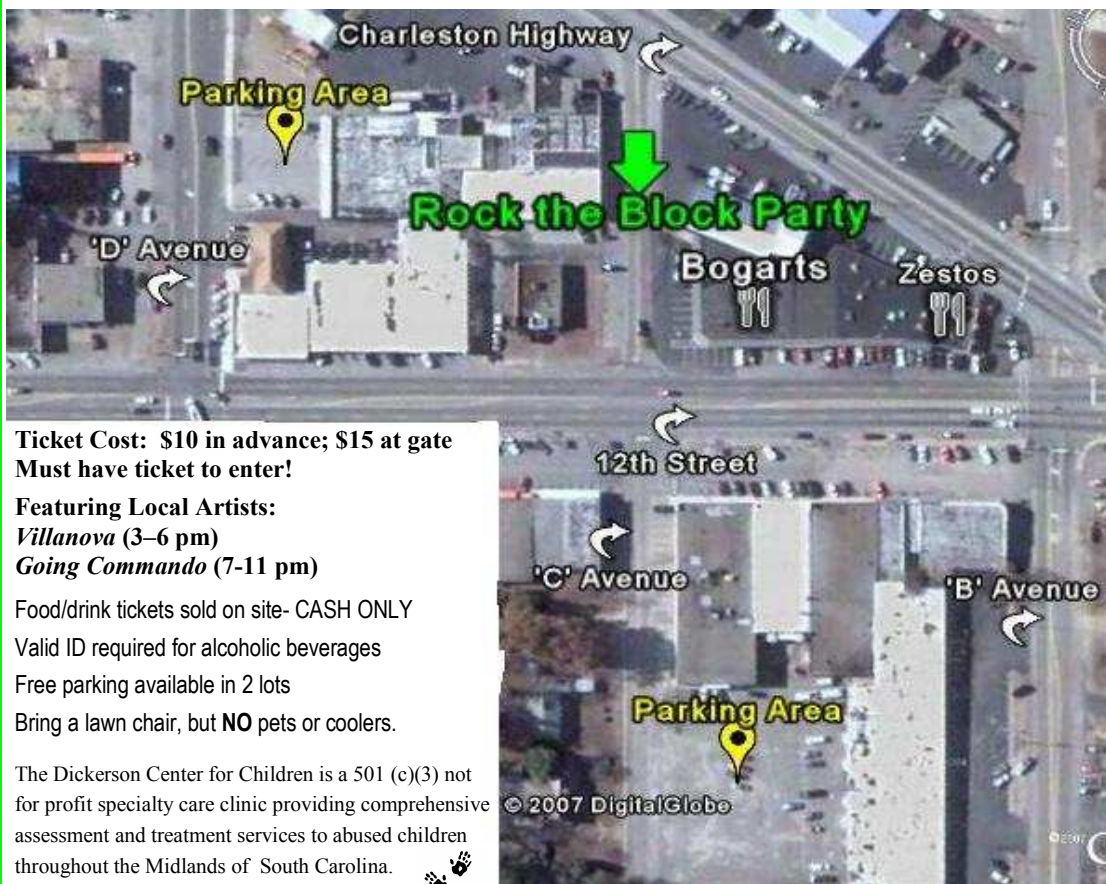 Charleston Highway
Parking Area
Rock the Block Party
'D' Avenue
Bogarts
Zestos
12th Street
'C' Avenue
'B' Avenue
Parking Area
© 2007 DigitalGlobe
©2007
Ticket Cost:  $10 in advance; $15 at gate
Must have ticket to enter!
Featuring Local Artists:
Villanova (3–6 pm)
Going Commando (7-11 pm)
Food/drink tickets sold on site- CASH ONLY
Valid ID required for alcoholic beverages
Free parking available in 2 lots
Bring a lawn chair, but NO pets or coolers.
The Dickerson Center for Children is a 501 (c)(3) not
for profit specialty care clinic providing comprehensive
assessment and treatment services to abused children
throughout the Midlands of  South Carolina.